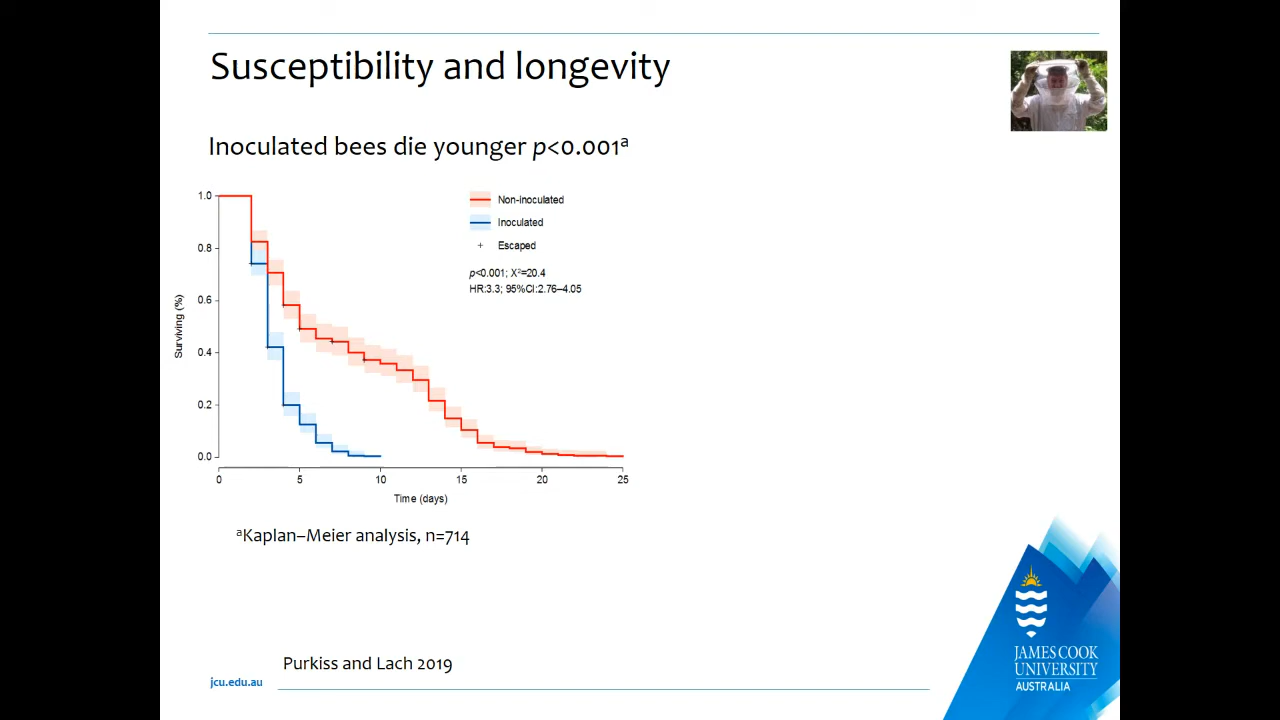 Susceptibility and longevity
Inoculated bees die younger p<0.001ᵃ
1.0
0.8
0.6
0.4
0.2
0.0
Surviving (%)
Non-inoculated
Inoculated
+ Escaped
p<0.001; X²=20.4
HR:3.3; 95%CI:2.76–4.05
0 5 10 15 20 25
Time (days)
ᵃKaplan–Meier analysis, n=714
Purkiss and Lach 2019
jcu.edu.au
JAMES COOK
UNIVERSITY
AUSTRALIA